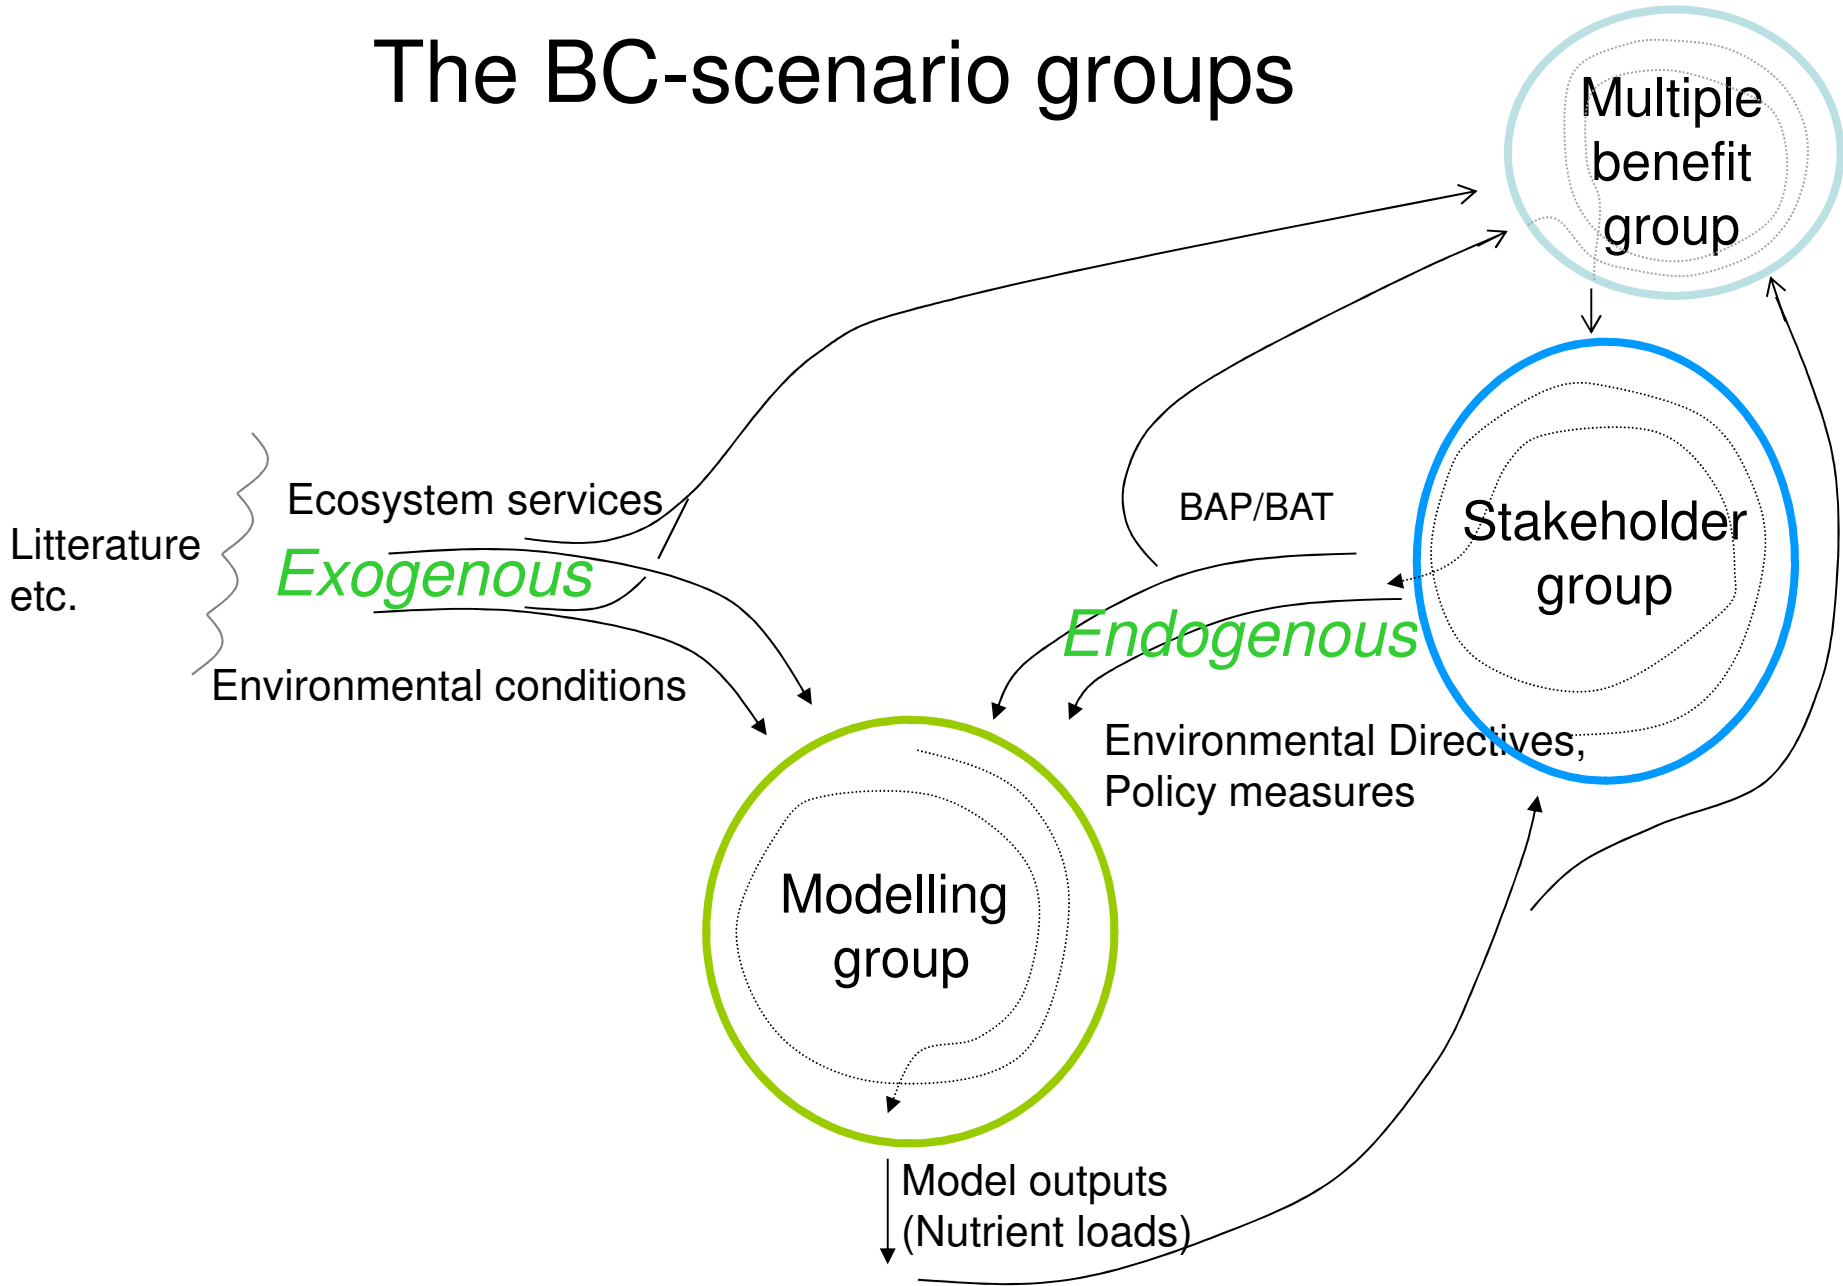 The BC-scenario groups
Multiple
benefit
group
Ecosystem services
Litterature
etc.
Exogenous
Environmental conditions
BAP/BAT
Endogenous
Stakeholder
group
Environmental Directives,
Policy measures
Modelling
group
Model outputs
(Nutrient loads)